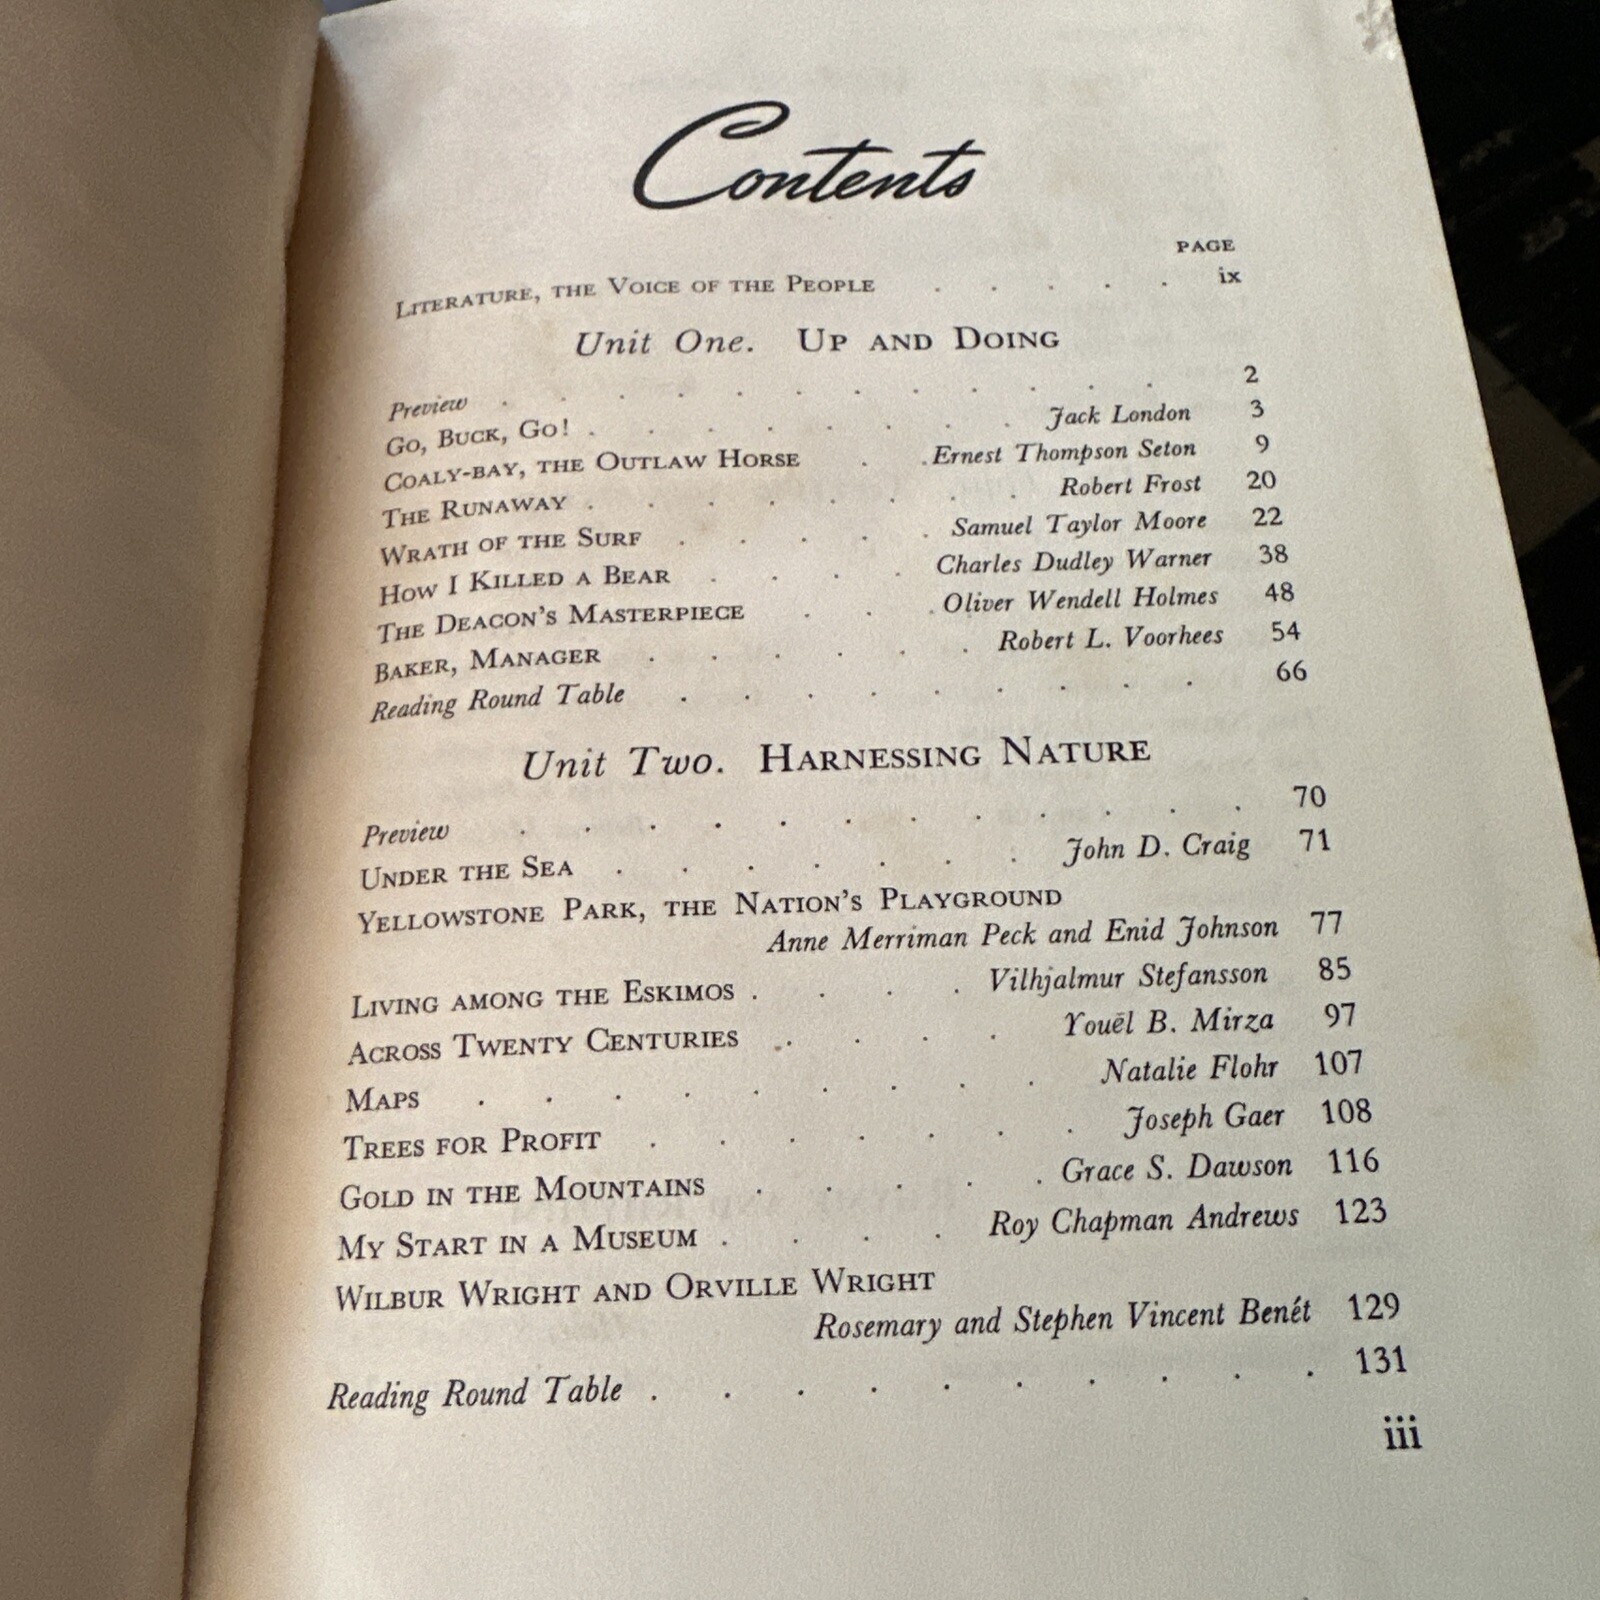 Contents
PAGE
LITERATURE, THE VOICE OF THE PEOPLE . . . . . ix
Unit One. UP AND DOING
Preview . . . . . . . . . . . . 2
GO, BUCK, GO! . . . . . . . . Jack London 3
COALY-BAY, THE OUTLAW HORSE . . Ernest Thompson Seton 9
THE RUNAWAY . . . . . . . . Robert Frost 20
WRATH OF THE SURF . . . . . Samuel Taylor Moore 22
HOW I KILLED A BEAR . . . . Charles Dudley Warner 38
THE DEACON'S MASTERPIECE . . . Oliver Wendell Holmes 48
BAKER, MANAGER . . . . . . Robert L. Voorhees 54
Reading Round Table . . . . . . . . . 66
Unit Two. HARNESSING NATURE
Preview . . . . . . . . . . . . 70
UNDER THE SEA . . . . . . . John D. Craig 71
YELLOWSTONE PARK, THE NATION'S PLAYGROUND
Anne Merriman Peck and Enid Johnson 77
LIVING AMONG THE ESKIMOS . . . . Vilhjalmur Stefansson 85
ACROSS TWENTY CENTURIES . . . . Youël B. Mirza 97
MAPS . . . . . . . . . Natalie Flohr 107
TREES FOR PROFIT . . . . . . . Joseph Gaer 108
GOLD IN THE MOUNTAINS . . . . . Grace S. Dawson 116
MY START IN A MUSEUM . . . . Roy Chapman Andrews 123
WILBUR WRIGHT AND ORVILLE WRIGHT
Rosemary and Stephen Vincent Benét 129
Reading Round Table . . . . . . . . . . 131
iii